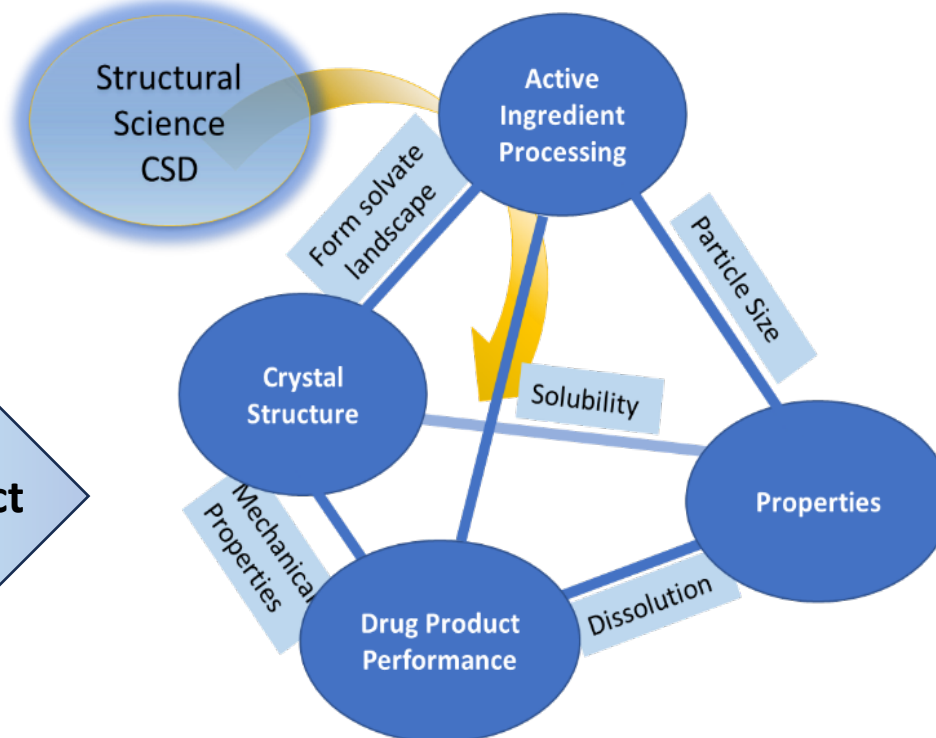 Structural
Science
CSD
Active
Ingredient
Processing
Form solvate
landscape
Particle Size
Crystal
Structure
Solubility
ct
Properties
Mechanical
Properties
Drug Product
Performance
Dissolution